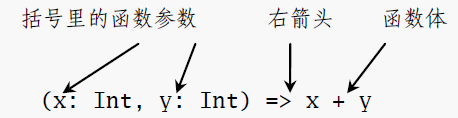 括号里的函数参数 右箭头 函数体
(x: Int, y: Int) => x + y